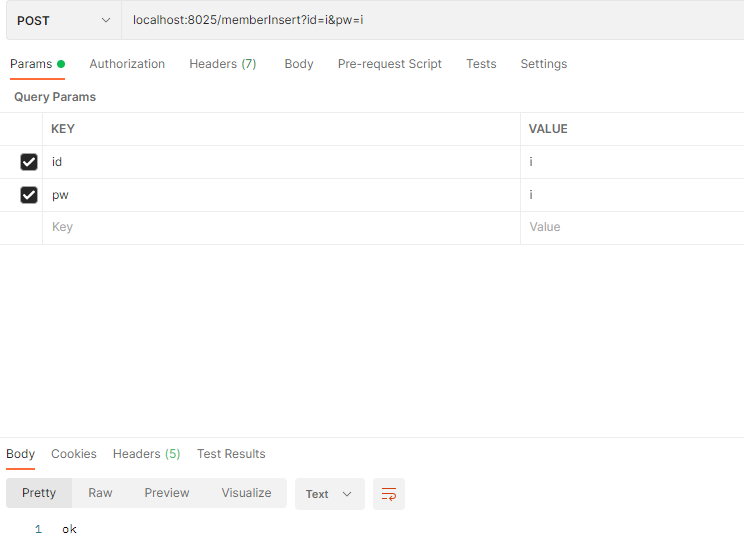 POST localhost:8025/memberInsert?id=i&pw=i
Params Authorization Headers (7) Body Pre-request Script Tests Settings
Query Params
KEY VALUE
id i
pw i
Key Value
Body Cookies Headers (5) Test Results
Pretty Raw Preview Visualize Text
1 ok